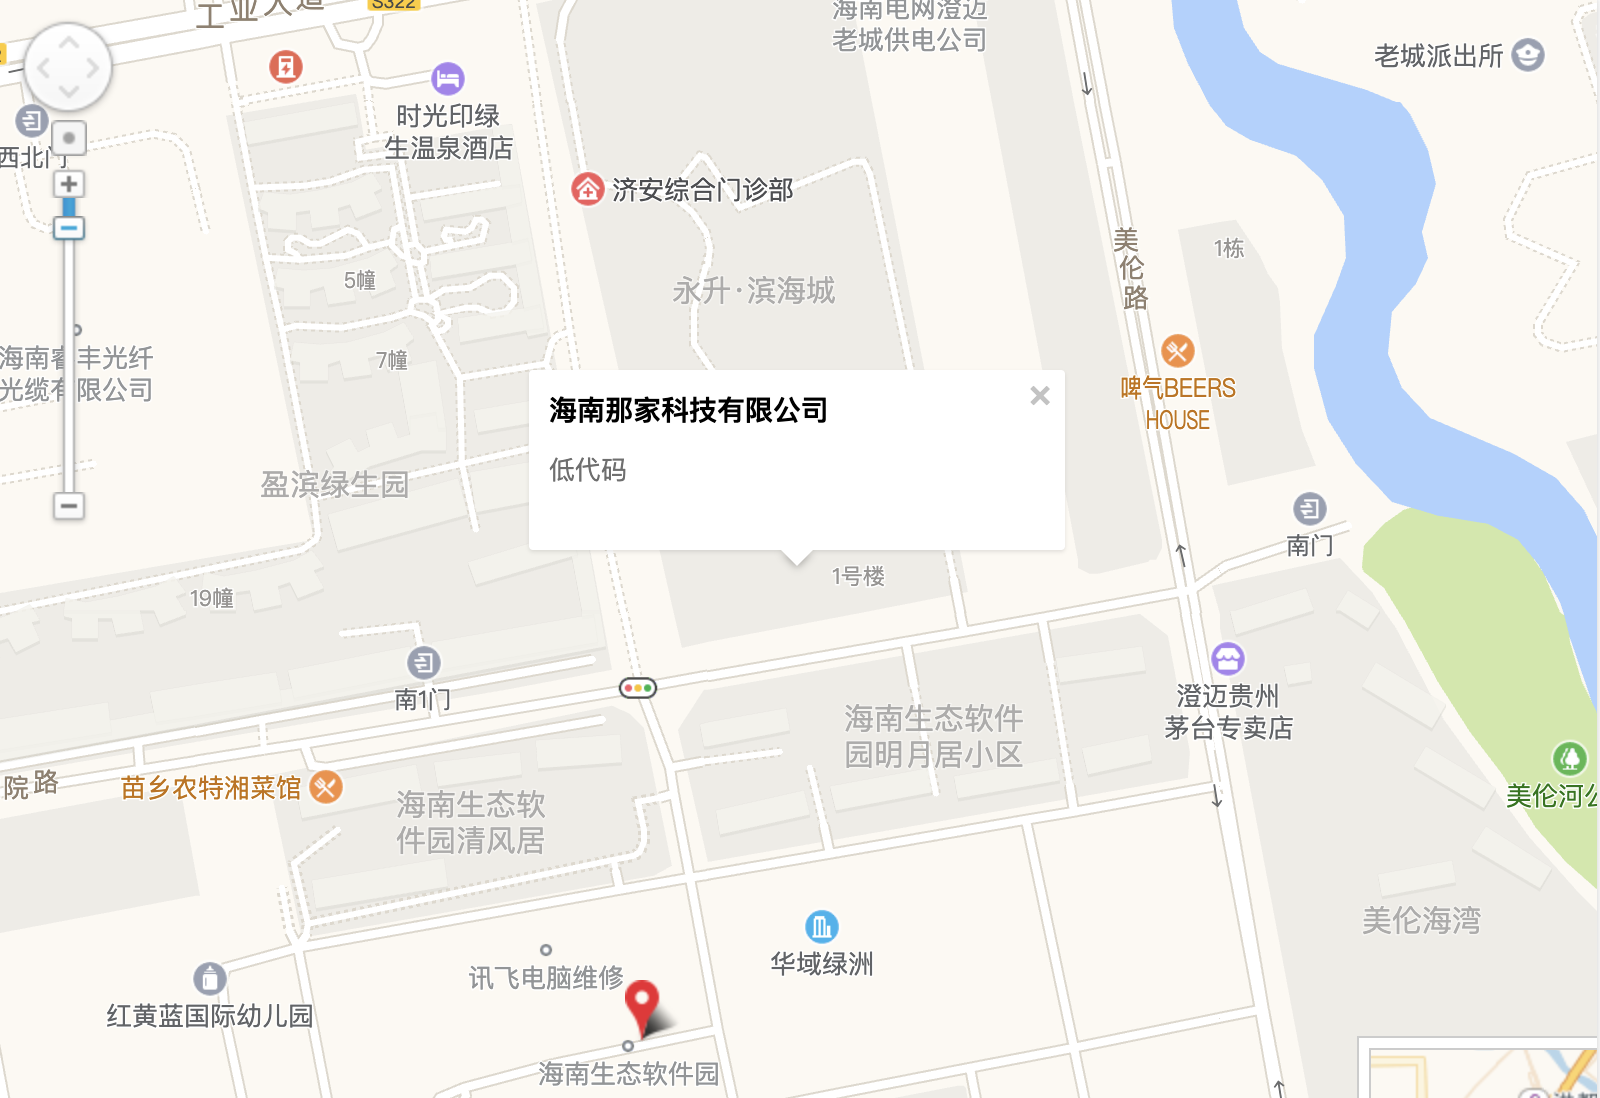 工业大道
S322
海南电网澄迈
老城供电公司
老城派出所
时光印绿
生温泉酒店
西北门
济安综合门诊部
永升·滨海城
美伦路
1栋
5幢
7幢
海南睿丰光纤
光缆有限公司
啤气BEERS
HOUSE
海南那家科技有限公司
低代码
盈滨绿生园
南门
1号楼
19幢
南1门
澄迈贵州
茅台专卖店
海南生态软件
园明月居小区
院路
苗乡农特湘菜馆
海南生态软
件园清风居
美伦河公
美伦海湾
华域绿洲
讯飞电脑维修
红黄蓝国际幼儿园
海南生态软件园